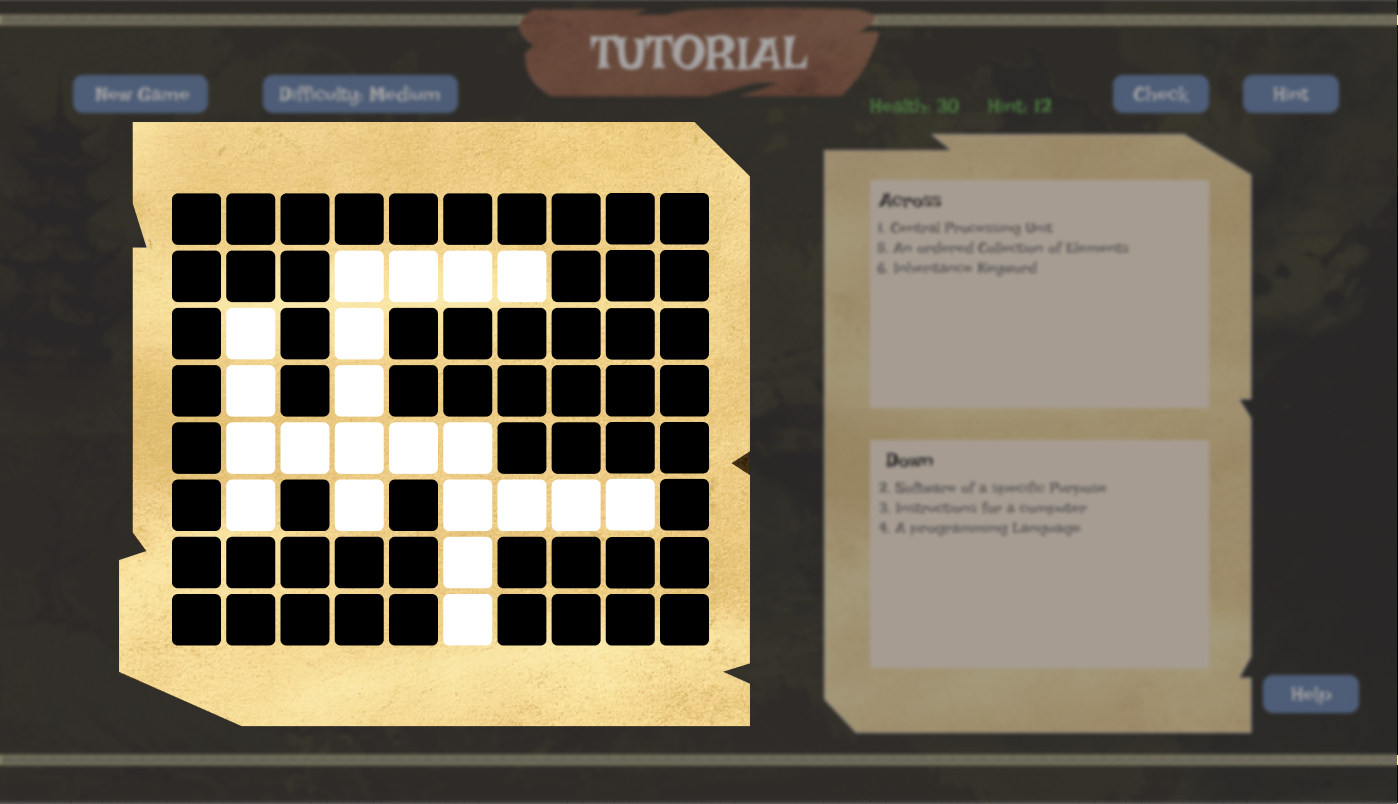 TUTORIAL
New Game
Difficulty: Medium
Health: 30
Hint: 12
Check
Hint
Across
1. Central Processing Unit
5. An ordered Collection of Elements
6. Inheritance Keyword
Down
2. Software of a specific Purpose
3. Instructions for a computer
4. A programming Language
Help